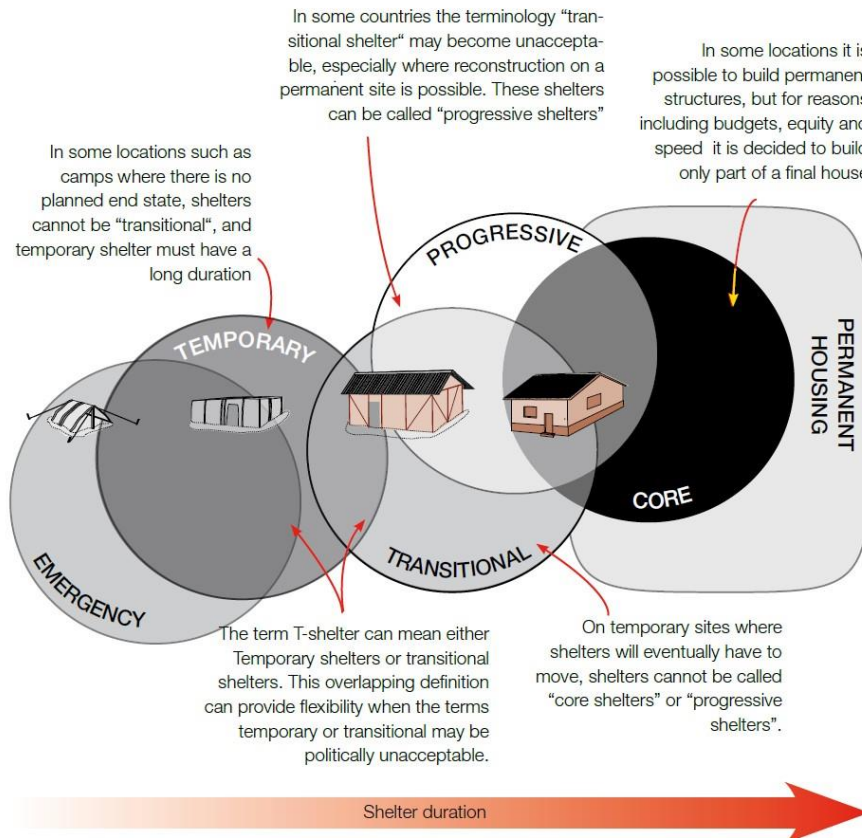 In some countries the terminology “tran-
sitional shelter“ may become unaccepta-
ble, especially where reconstruction on a
permanent site is possible. These shelters
can be called “progressive shelters”
In some locations it is
possible to build permanen
structures, but for reasons
including budgets, equity and
speed it is decided to build
only part of a final house
In some locations such as
camps where there is no
planned end state, shelters
cannot be “transitional“, and
temporary shelter must have a
long duration
PROGRESSIVE
TEMPORARY
PERMANENT
HOUSING
CORE
TRANSITIONAL
EMERGENCY
The term T-shelter can mean either
Temporary shelters or transitional
shelters. This overlapping definition
can provide flexibility when the terms
temporary or transitional may be
politically unacceptable.
On temporary sites where
shelters will eventually have to
move, shelters cannot be called
“core shelters” or “progressive
shelters”.
Shelter duration